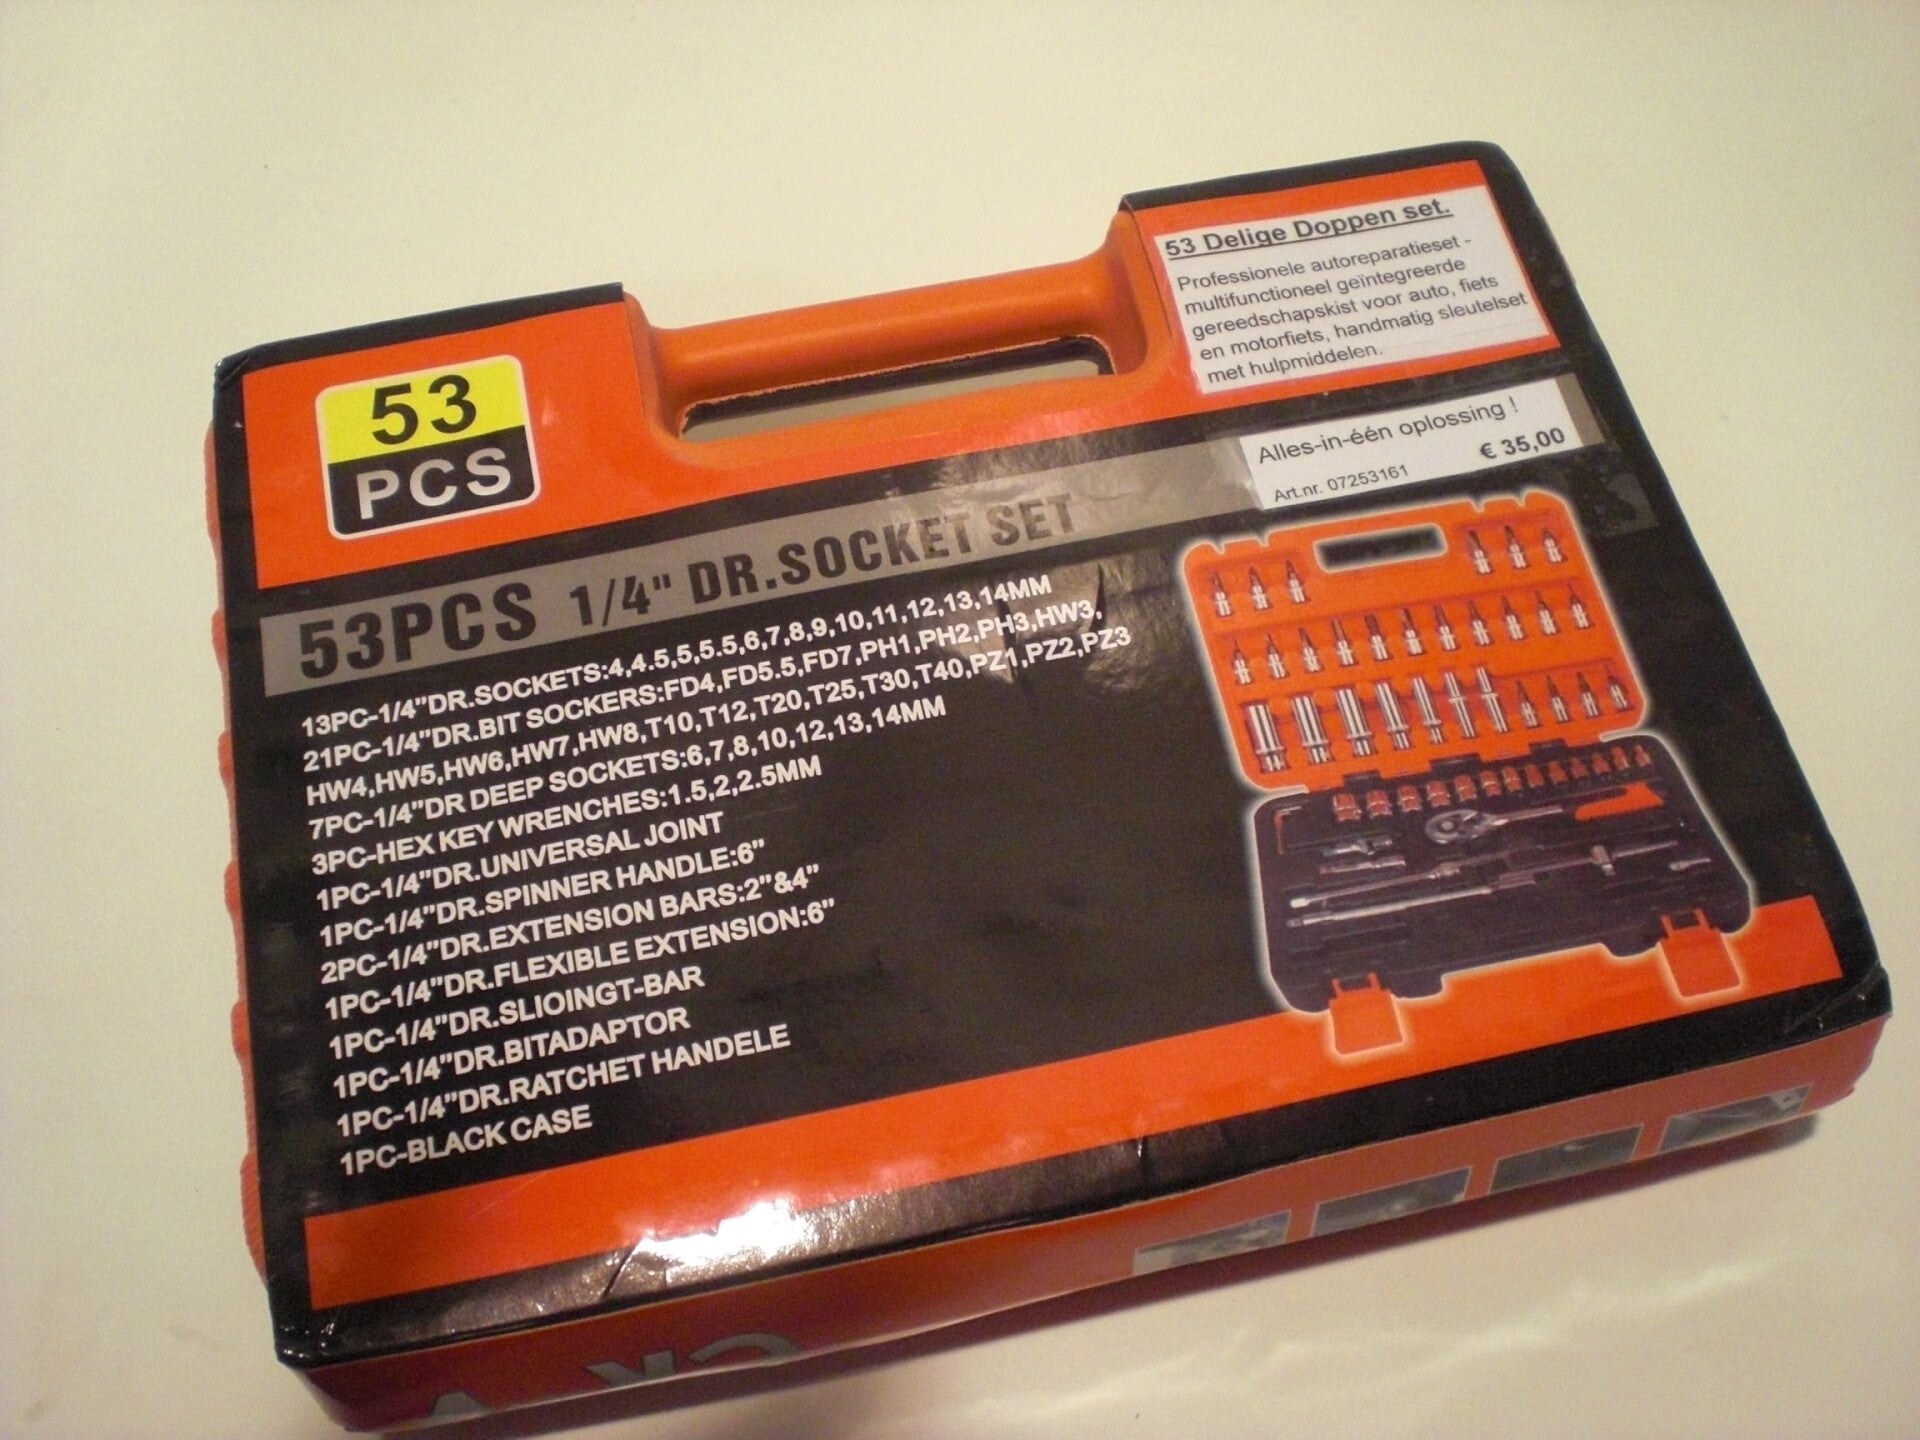 53 Delige Doppen set.
Professionele autoreparatieset -
multifunctioneel geïntegreerde
gereedschapskist voor auto, fiets
en motorfiets, handmatig sleutelset
met hulpmiddelen.
53
PCS
Alles-in-één oplossing !
€ 35,00
Art.nr. 07253161
53PCS 1/4" DR.SOCKET SET
13PC-1/4"DR.SOCKETS:4,4.5,5,5.5,6,7,8,9,10,11,12,13,14MM
21PC-1/4"DR.BIT SOCKERS:FD4,FD5.5,FD7,PH1,PH2,PH3,HW3,
HW4,HW5,HW6,HW7,HW8,T10,T12,T20,T25,T30,T40,PZ1,PZ2,PZ3
7PC-1/4"DR DEEP SOCKETS:6,7,8,10,12,13,14MM
3PC-HEX KEY WRENCHES:1.5,2,2.5MM
1PC-1/4"DR.UNIVERSAL JOINT
1PC-1/4"DR.SPINNER HANDLE:6"
2PC-1/4"DR.EXTENSION BARS:2"&4"
1PC-1/4"DR.FLEXIBLE EXTENSION:6"
1PC-1/4"DR.SLIOINGT-BAR
1PC-1/4"DR.BITADAPTOR
1PC-1/4"DR.RATCHET HANDELE
1PC-BLACK CASE